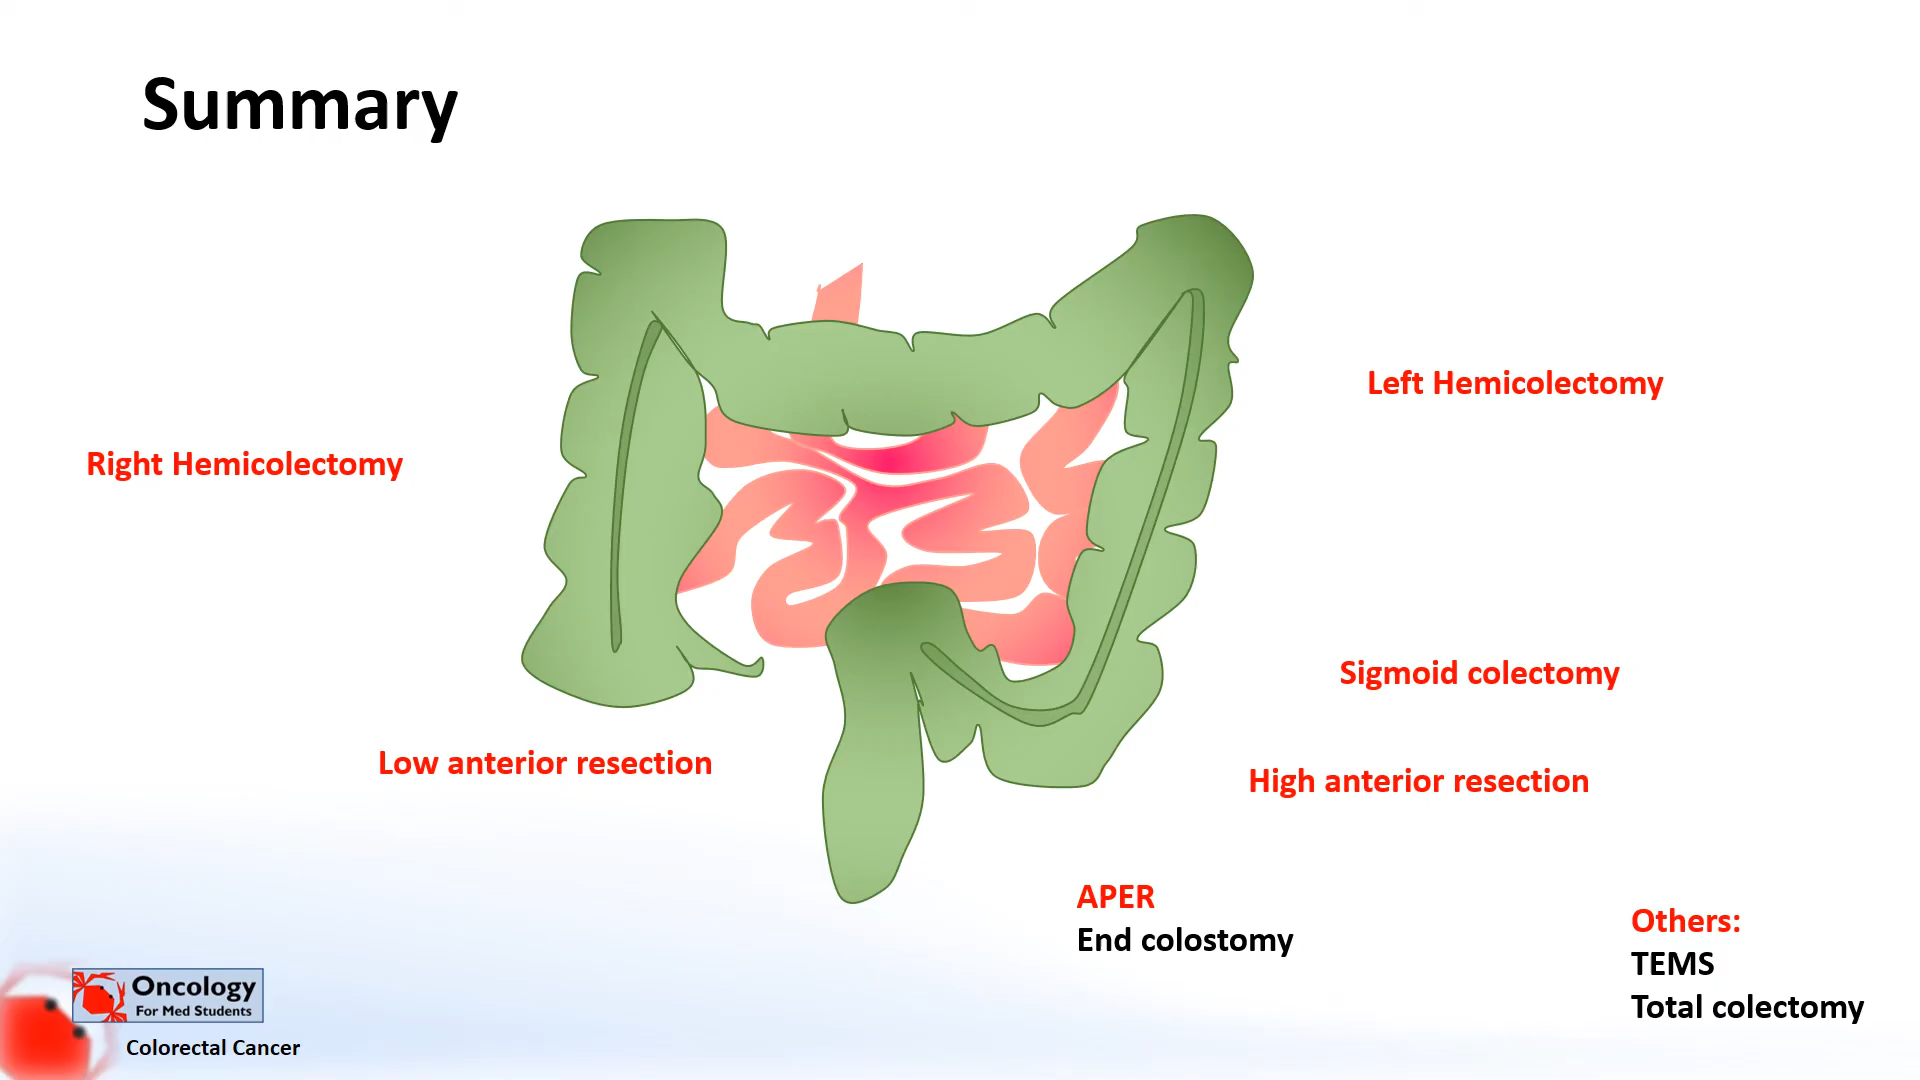 Summary
Left Hemicolectomy
Right Hemicolectomy
Sigmoid colectomy
Low anterior resection
High anterior resection
APER
End colostomy
Others:
TEMS
Total colectomy
Oncology
For Med Students
Colorectal Cancer